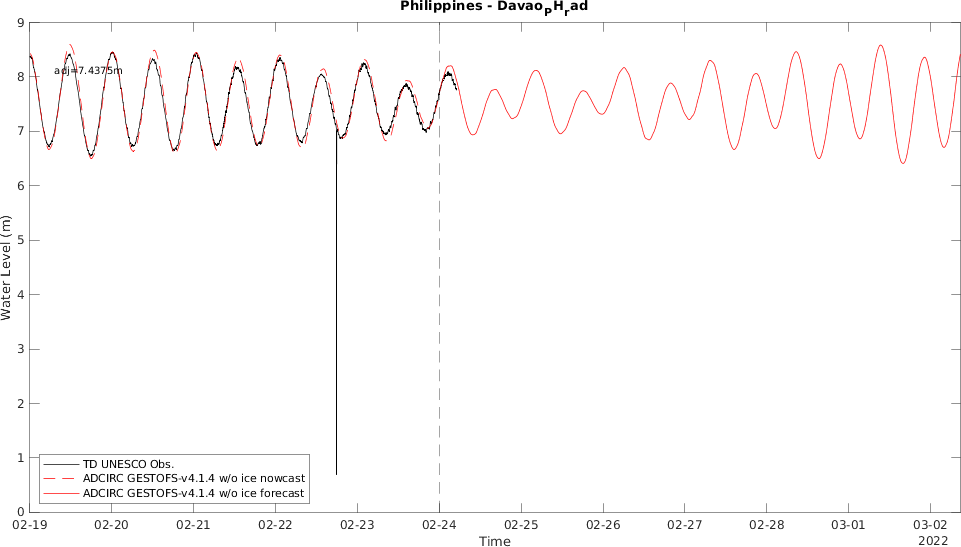 Philippines - DavaoPHrad
9
8
7
6
5
4
3
2
1
0
Water Level (m)
adj=7.4375m
TD UNESCO Obs.
ADCIRC GESTOFS-v4.1.4 w/o ice nowcast
ADCIRC GESTOFS-v4.1.4 w/o ice forecast
02-19 02-20 02-21 02-22 02-23 02-24 02-25 02-26 02-27 02-28 03-01 03-02
Time
2022